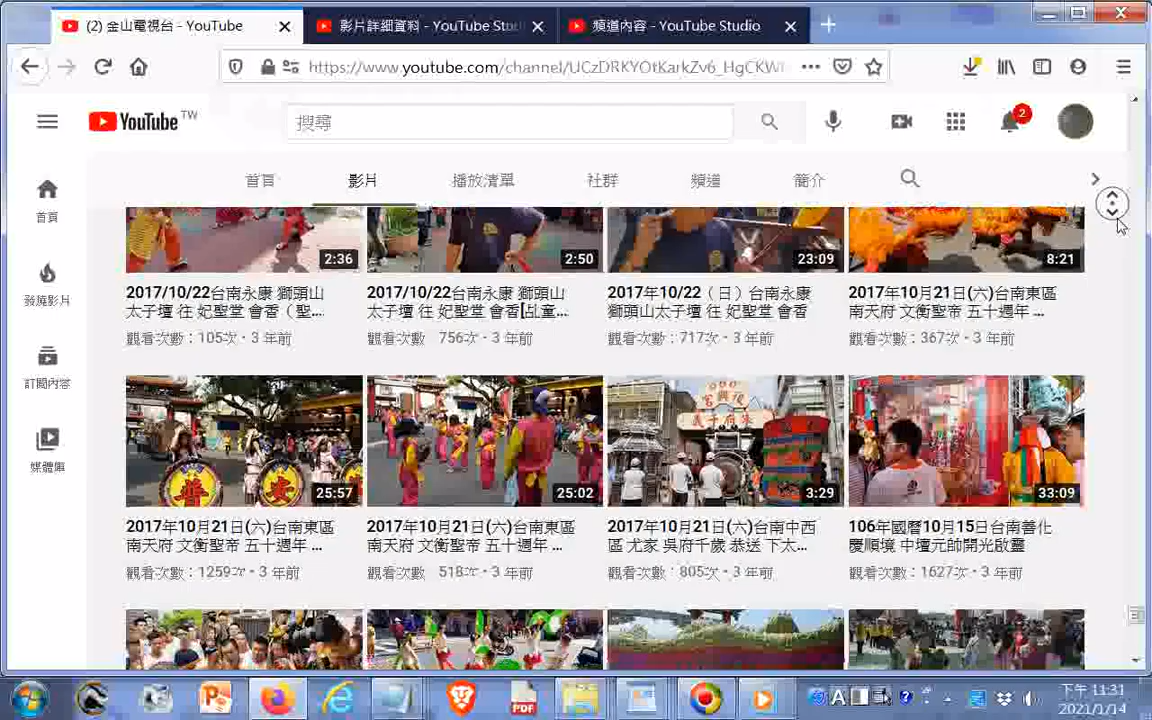 (2) 金山電視台 - YouTube
影片詳細資料 - YouTube Stu
頻道內容 - YouTube Studio
https://www.youtube.com/channel/UCzDRKYOtKarkZv6_HgCKW
YouTube TW
搜尋
2
首頁
影片
播放清單
社群
頻道
簡介
首頁
發燒影片
訂閱內容
媒體庫
2:36
2:50
23:09
8:21
2017/10/22台南永康 獅頭山
太子壇 往 妃聖堂 會香（聖...
觀看次數：105次 · 3 年前
2017/10/22台南永康 獅頭山
太子壇 往 妃聖堂 會香[乩童...
觀看次數 756次 · 3 年前
2017年10/22（日）台南永康
獅頭山太子壇 往 妃聖堂 會香
觀看次數：717次 · 3 年前
2017年10月21日(六)台南東區
南天府 文衡聖帝 五十週年 ...
觀看次數：367次 · 3 年前
普
安
25:57
25:02
3:29
33:09
2017年10月21日(六)台南東區
南天府 文衡聖帝 五十週年 ...
觀看次數：1259次 · 3 年前
2017年10月21日(六)台南東區
南天府 文衡聖帝 五十週年 ...
觀看次數 518次 · 3 年前
2017年10月21日(六)台南中西
區 尤家 吳府千歲 恭送 下太...
觀看次數：805次 · 3 年前
106年國曆10月15日台南善化
慶順境 中壇元帥開光啟靈
觀看次數：1627次 · 3 年前
PDF
A
下午 11:31
2021/1/14